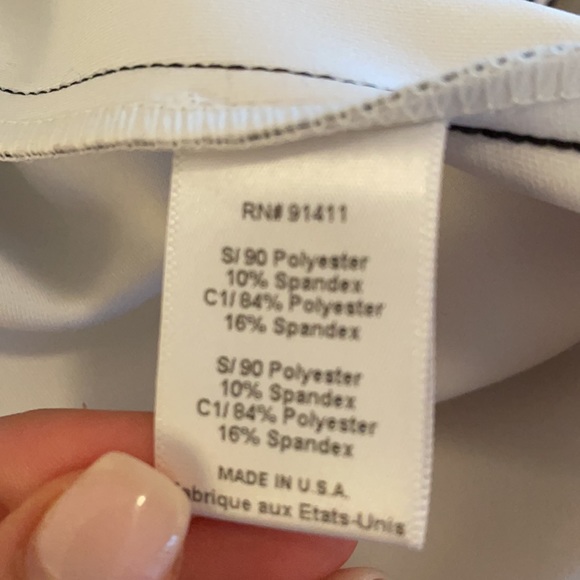 RN# 91411
S/ 90 Polyester
10% Spandex
C1/ 84% Polyester
16% Spandex
S/ 90 Polyester
10% Spandex
C1/ 84% Polyester
16% Spandex
MADE IN U.S.A.
abrique aux Etats-Unis